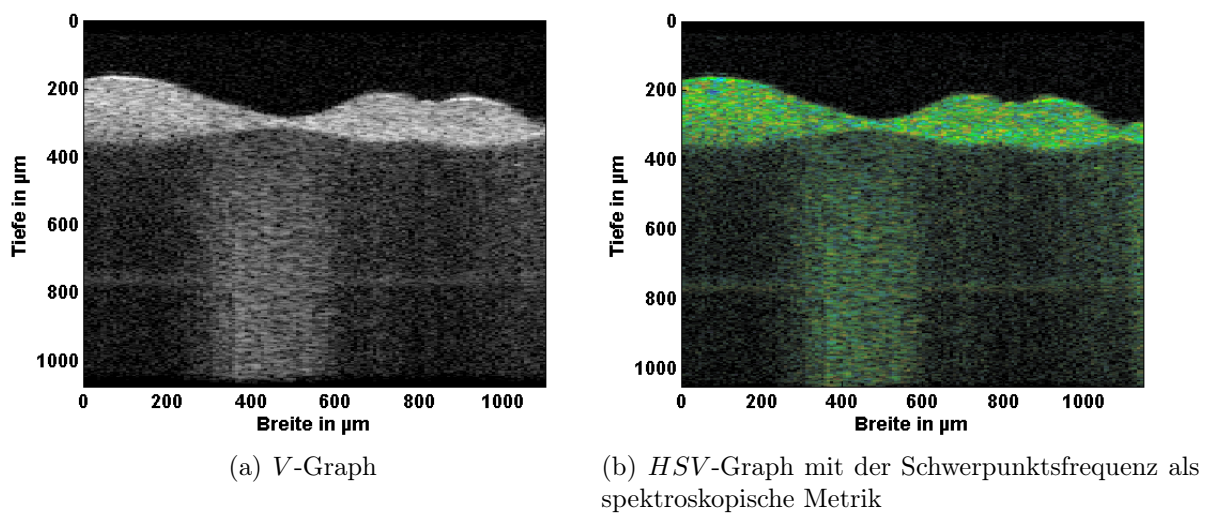 0
200
400
600
800
1000
Tiefe in µm
0 200 400 600 800 1000
Breite in µm
(a) V-Graph
0
200
400
600
800
1000
Tiefe in µm
0 200 400 600 800 1000
Breite in µm
(b) HSV-Graph mit der Schwerpunktsfrequenz als
spektroskopische Metrik